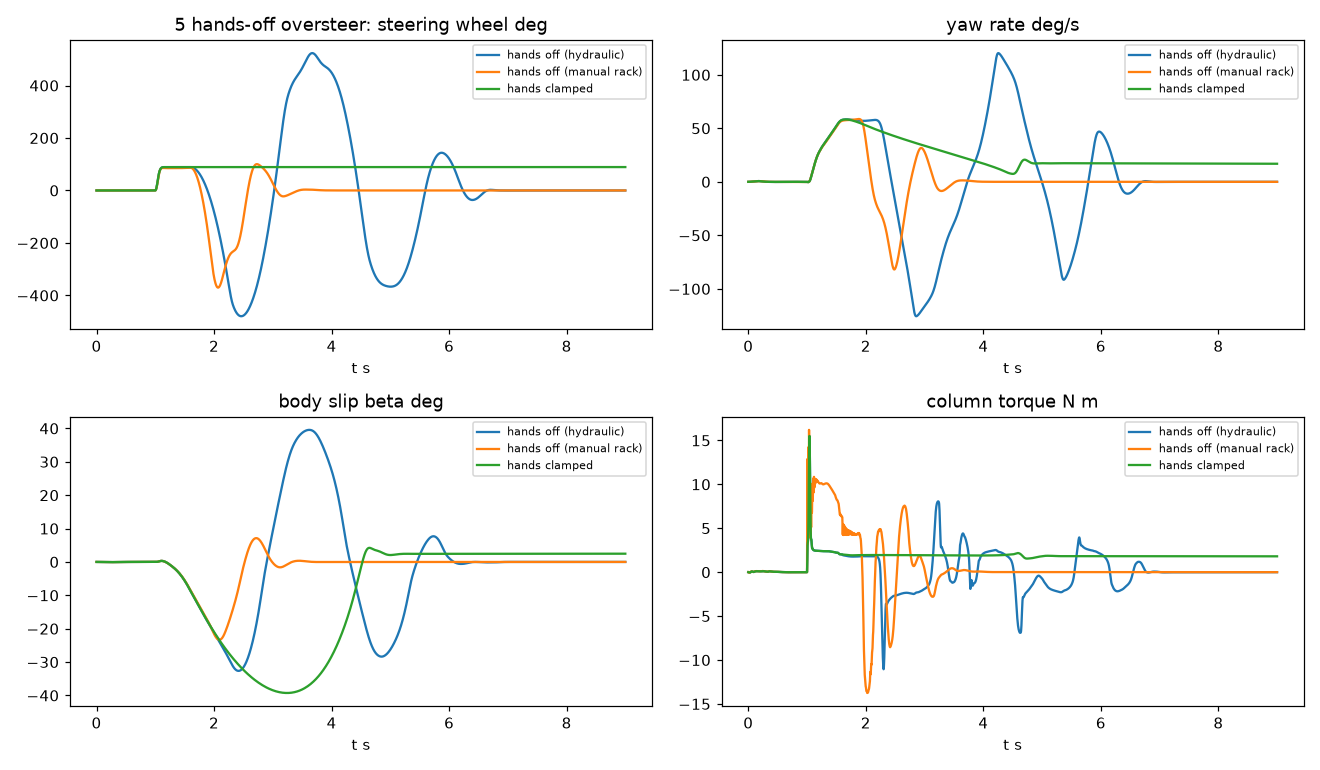 5 hands-off oversteer: steering wheel deg
hands off (hydraulic)
hands off (manual rack)
hands clamped
400
200
0
−200
−400
0 2 4 6 8
t s
yaw rate deg/s
hands off (hydraulic)
hands off (manual rack)
hands clamped
100
50
0
−50
−100
0 2 4 6 8
t s
body slip beta deg
hands off (hydraulic)
hands off (manual rack)
hands clamped
40
30
20
10
0
−10
−20
−30
−40
0 2 4 6 8
t s
column torque N m
hands off (hydraulic)
hands off (manual rack)
hands clamped
15
10
5
0
−5
−10
−15
0 2 4 6 8
t s